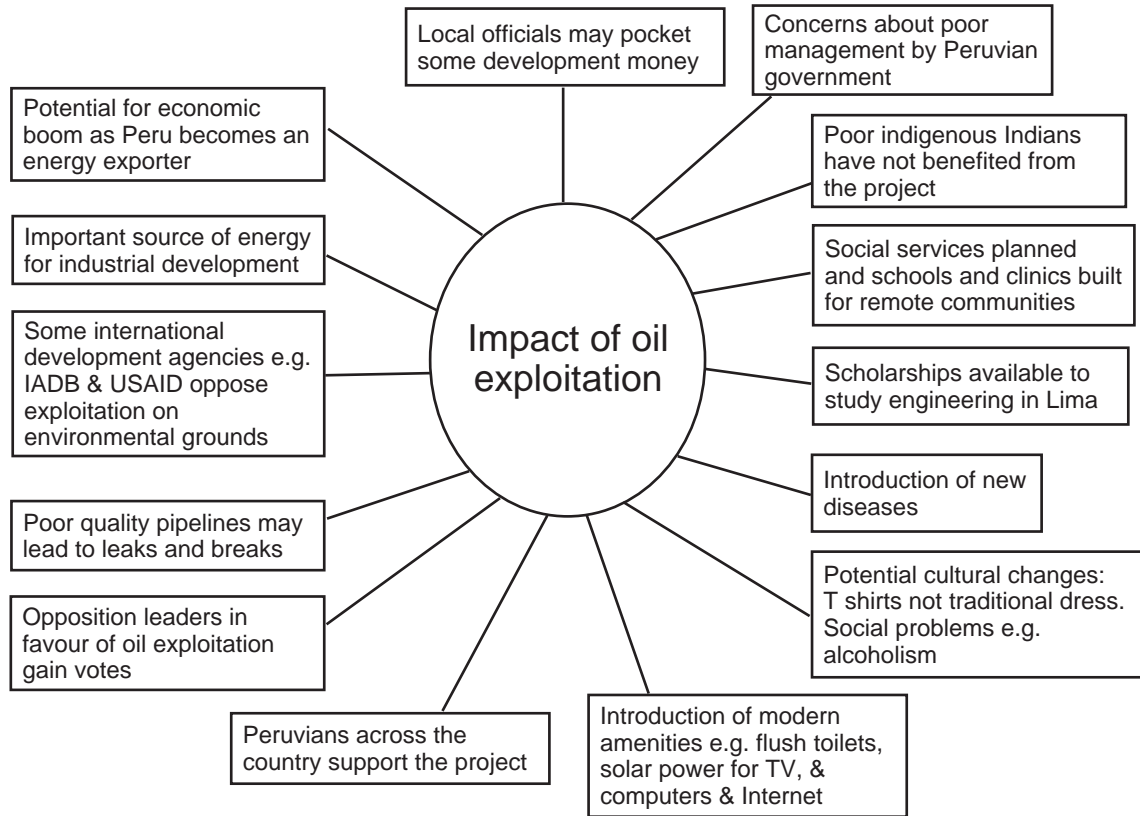 Local officials may pocket
some development money
Concerns about poor
management by Peruvian
government
Potential for economic
boom as Peru becomes an
energy exporter
Poor indigenous Indians
have not benefited from
the project
Important source of energy
for industrial development
Social services planned
and schools and clinics built
for remote communities
Some international
development agencies e.g.
IADB & USAID oppose
exploitation on
environmental grounds
Impact of oil
exploitation
Scholarships available to
study engineering in Lima
Introduction of new
diseases
Poor quality pipelines may
lead to leaks and breaks
Potential cultural changes:
T shirts not traditional dress.
Social problems e.g.
alcoholism
Opposition leaders in
favour of oil exploitation
gain votes
Peruvians across the
country support the project
Introduction of modern
amenities e.g. flush toilets,
solar power for TV, &
computers & Internet